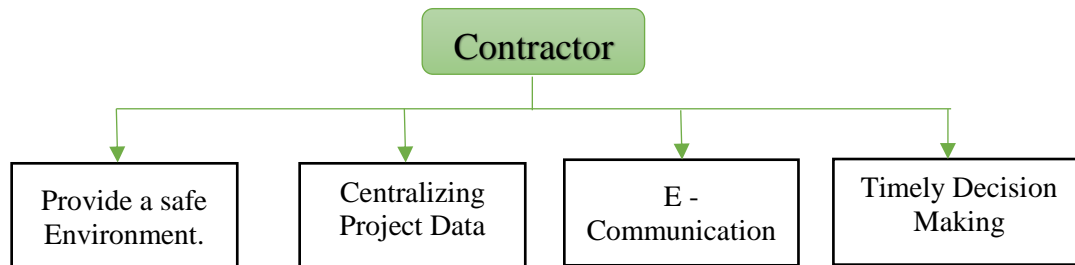 Contractor
Provide a safe
Environment.
Centralizing
Project Data
E -
Communication
Timely Decision
Making